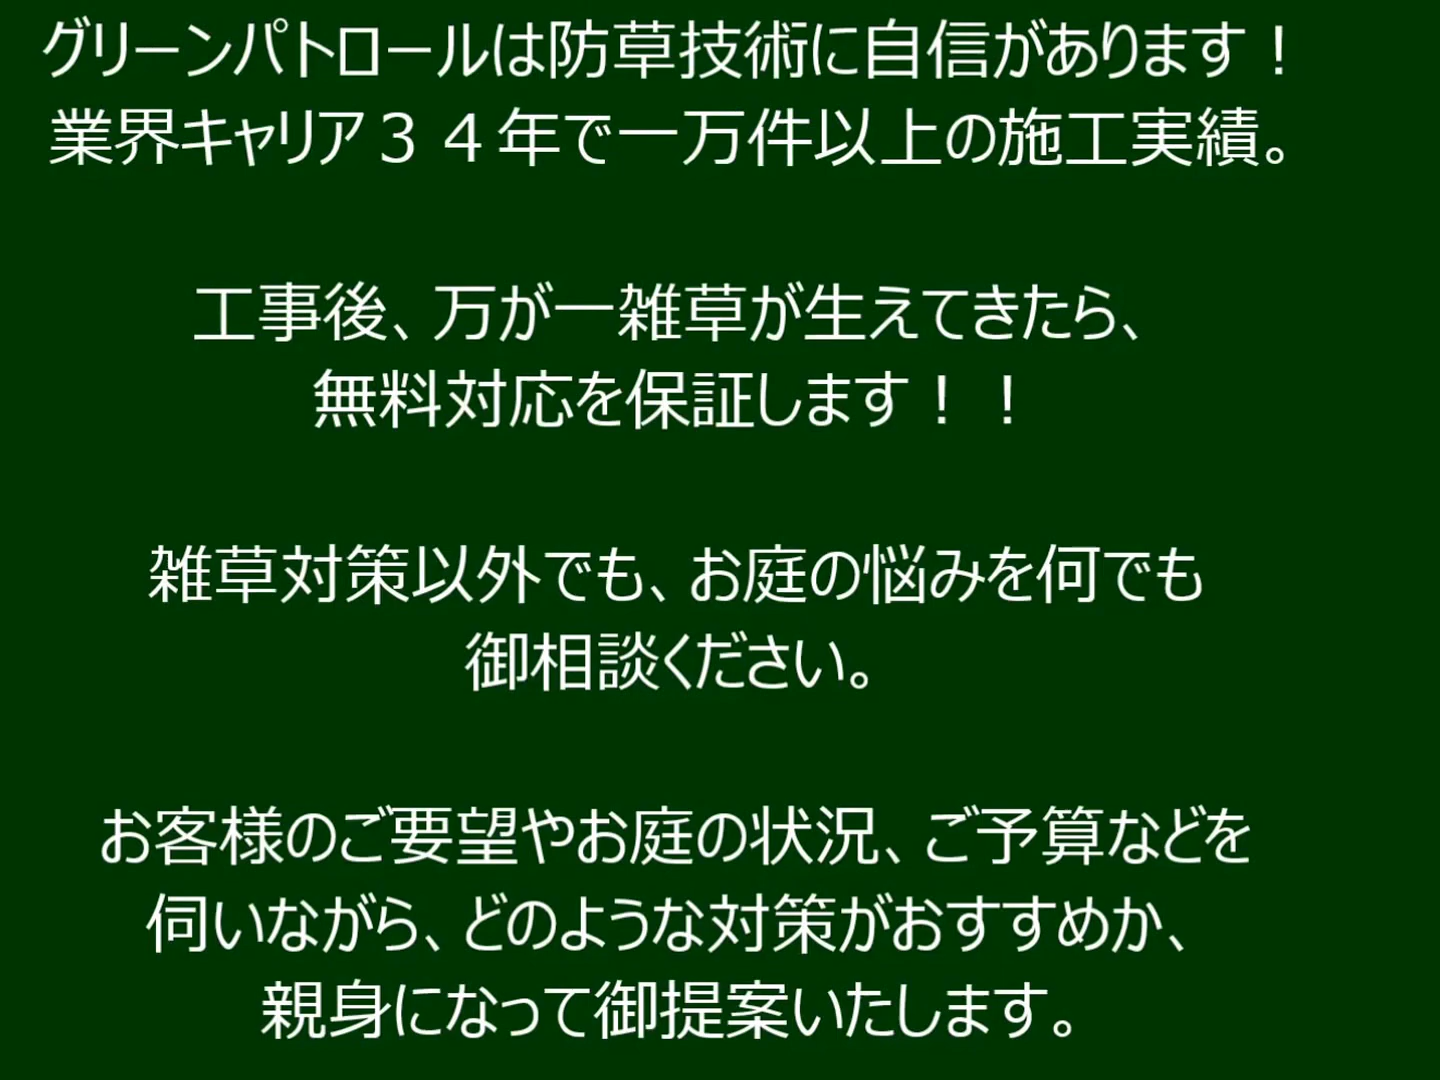 グリーンパトロールは防草技術に自信があります！
業界キャリア３４年で一万件以上の施工実績。
工事後、万が一雑草が生えてきたら、
無料対応を保証します！！
雑草対策以外でも、お庭の悩みを何でも
御相談ください。
お客様のご要望やお庭の状況、ご予算などを
伺いながら、どのような対策がおすすめか、
親身になって御提案いたします。